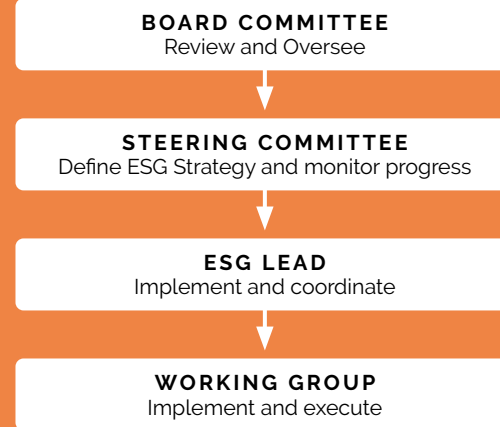 BOARD COMMITTEE
Review and Oversee
STEERING COMMITTEE
Define ESG Strategy and monitor progress
ESG LEAD
Implement and coordinate
WORKING GROUP
Implement and execute